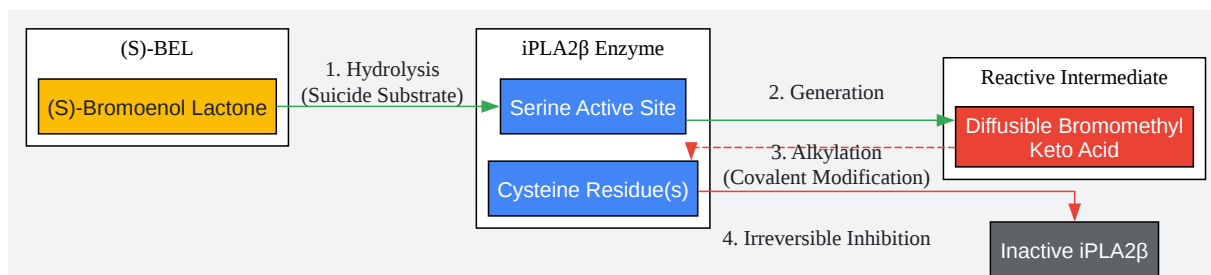 (S)-BEL
(S)-Bromoenol Lactone
1. Hydrolysis
(Suicide Substrate)
iPLA2β Enzyme
Serine Active Site
Cysteine Residue(s)
2. Generation
Reactive Intermediate
Diffusible Bromomethyl
Keto Acid
3. Alkylation
(Covalent Modification)
4. Irreversible Inhibition
Inactive iPLA2β